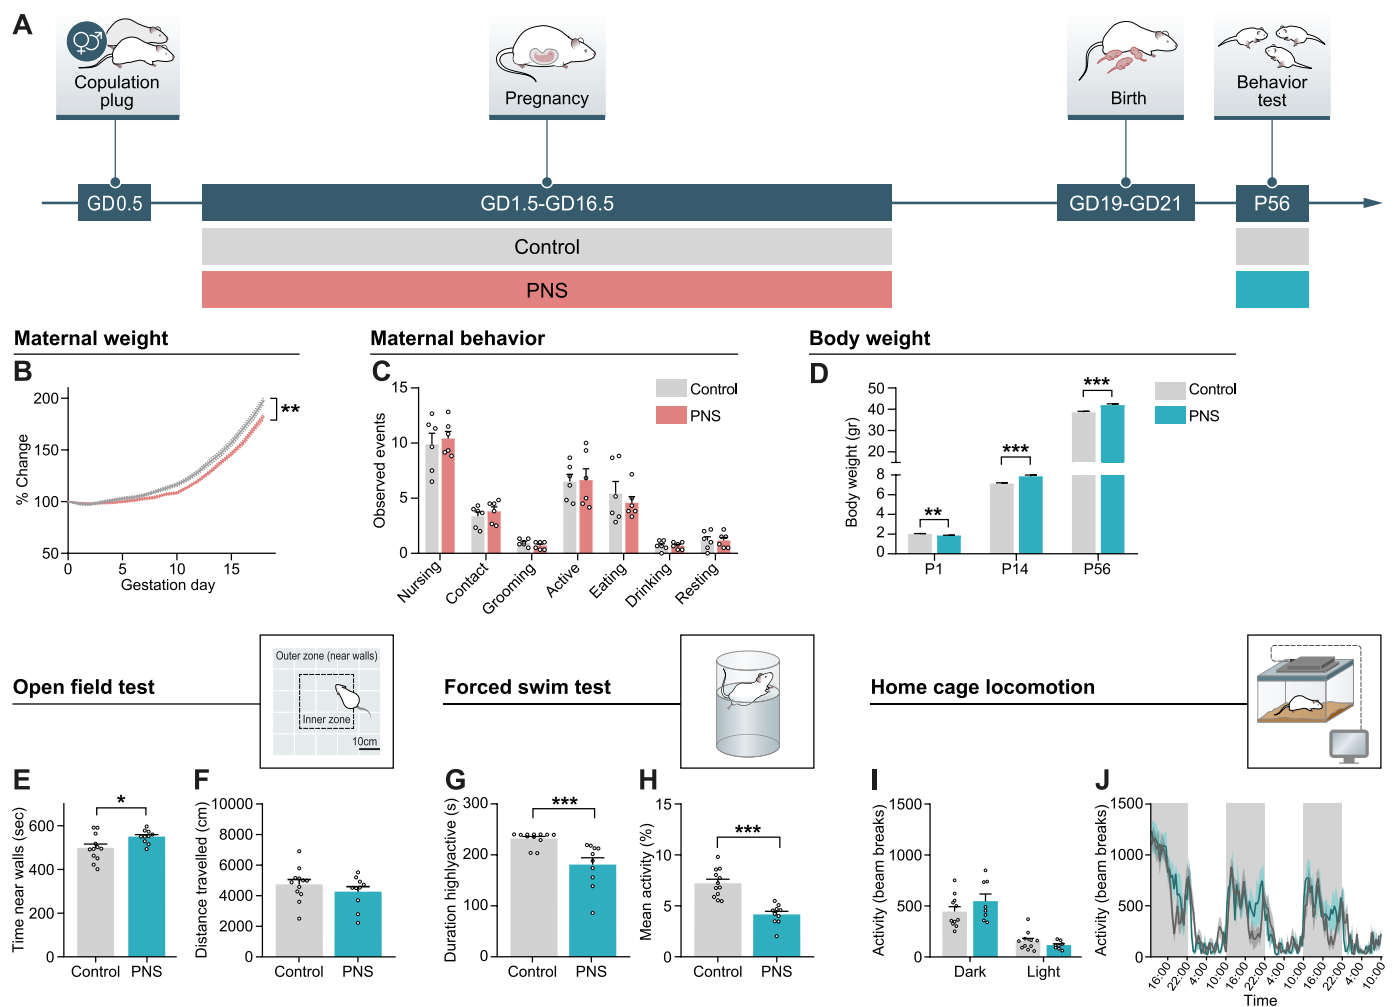 A
Copulation
plug
Pregnancy
Birth
Behavior
test
GD0.5
GD1.5-GD16.5
GD19-GD21
P56
Control
PNS
Maternal weight
Maternal behavior
Body weight
B
% Change
200
100
50
**
0
5
10
15
Gestation day
C
Observed events
15
10
5
0
Control
PNS
Nursing
Contact
Grooming
Active
Eating
Drinking
Resting
D
Body weight (gr)
50
40
30
20
8
6
4
2
0
**
***
***
Control
PNS
P1
P14
P56
Open field test
Outer zone (near walls)
Inner zone
10cm
Forced swim test
Home cage locomotion
E
Time near walls (sec)
600
400
200
0
*
Control
PNS
F
Distance travelled (cm)
10000
8000
6000
4000
2000
0
Control
PNS
G
Duration highlyactive (s)
300
200
100
0
***
Control
PNS
H
Mean activity (%)
15
10
5
0
***
Control
PNS
I
Activity (beam breaks)
1500
1000
500
0
Dark
Light
J
Activity (beam breaks)
1500
1000
500
0
16:00
22:00
4:00
10:00
16:00
22:00
4:00
10:00
16:00
22:00
4:00
10:00
Time